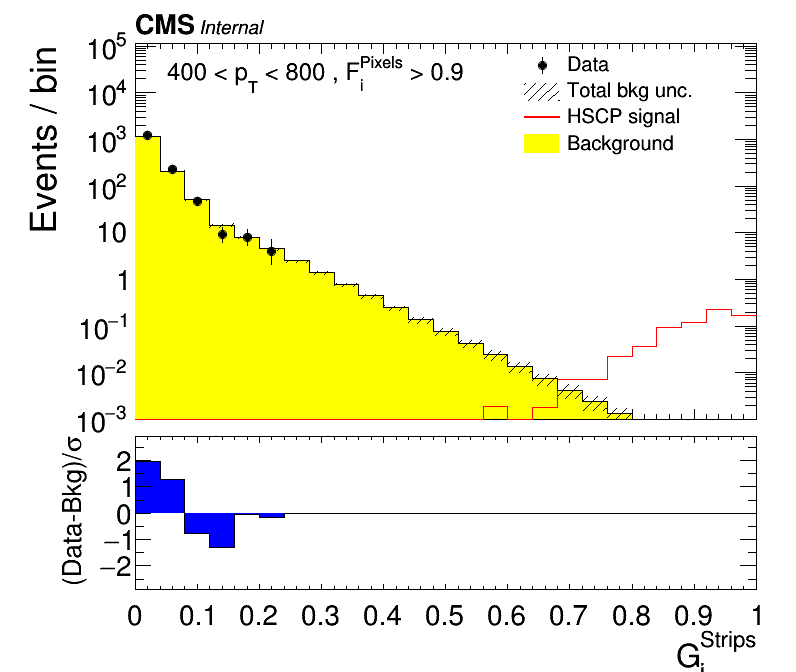 CMS Internal
400 < p_T < 800 , F_i^Pixels > 0.9
Data
Total bkg unc.
HSCP signal
Background
Events / bin
10^5
10^4
10^3
10^2
10
1
10^−1
10^−2
10^−3
(Data-Bkg)/σ
2
1
0
−1
−2
0 0.1 0.2 0.3 0.4 0.5 0.6 0.7 0.8 0.9 1
G_i^Strips